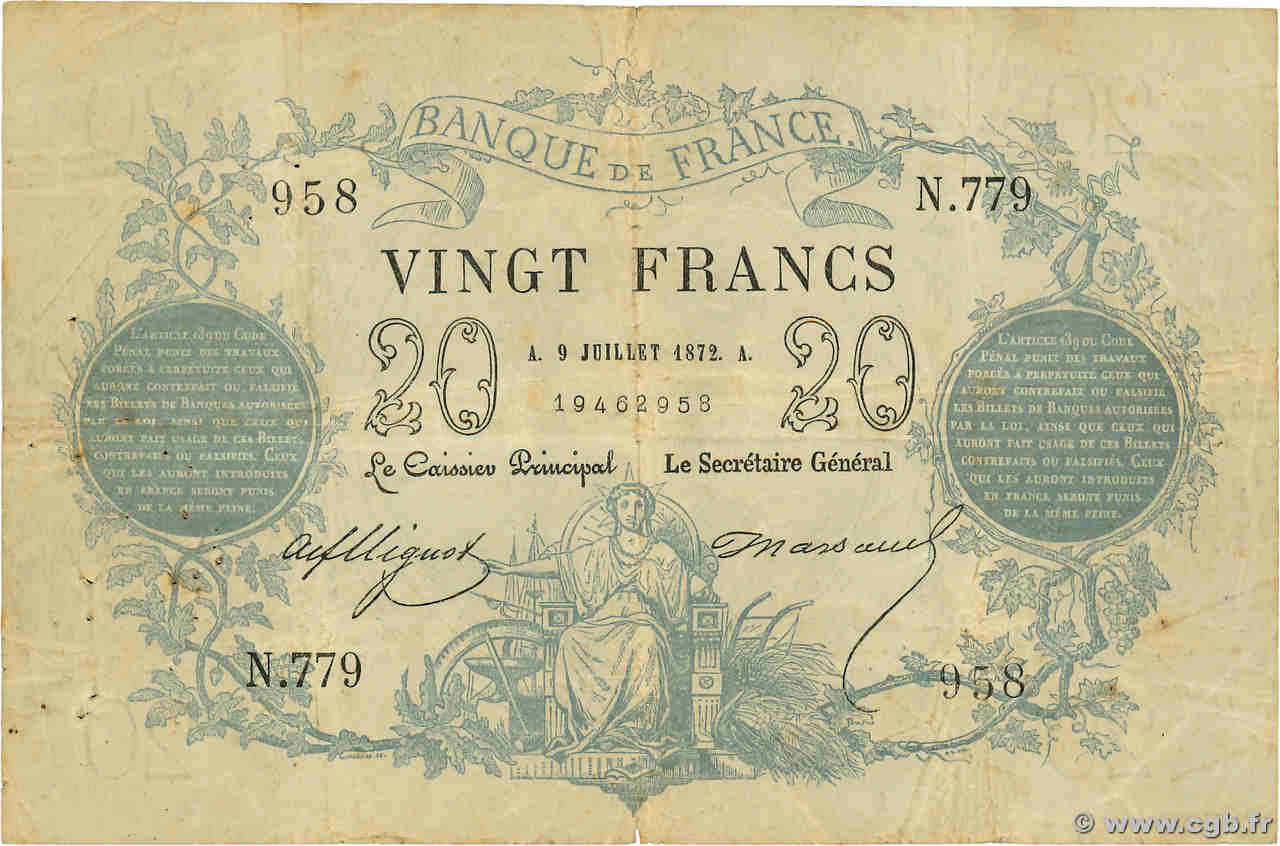 BANQUE DE FRANCE.
958
N.779
VINGT FRANCS
20
A. 9 JUILLET 1872. A.
20
19462958
Le Caissier Principal
Le Secrétaire Général
L'ARTICLE 139 DU CODE
PÉNAL PUNIT DES TRAVAUX
FORCÉS A PERPÉTUITÉ CEUX QUI
AURONT CONTREFAIT OU FALSIFIÉ
LES BILLETS DE BANQUES AUTORISÉES
PAR LA LOI, AINSI QUE CEUX QUI
AURONT FAIT USAGE DE CES BILLET,
CONTREFAITS OU FALSIFIÉS. CEUX
QUI LES AURONT INTRODUITS
EN FRANCE SERONT PUNIS
DE LA MÊME PEINE.
L'ARTICLE 139 DU CODE
PÉNAL PUNIT DES TRAVAUX
FORCÉS A PERPÉTUITÉ CEUX QUI
AURONT CONTREFAIT OU FALSIFIÉ
LES BILLETS DE BANQUES AUTORISÉES
PAR LA LOI, AINSI QUE CEUX QUI
AURONT FAIT USAGE DE CES BILLETS
CONTREFAITS OU FALSIFIÉS. CEUX
QUI LES AURONT INTRODUITS
EN FRANCE SERONT PUNIS
DE LA MÊME PEINE.
N.779
958
© www.cgb.fr